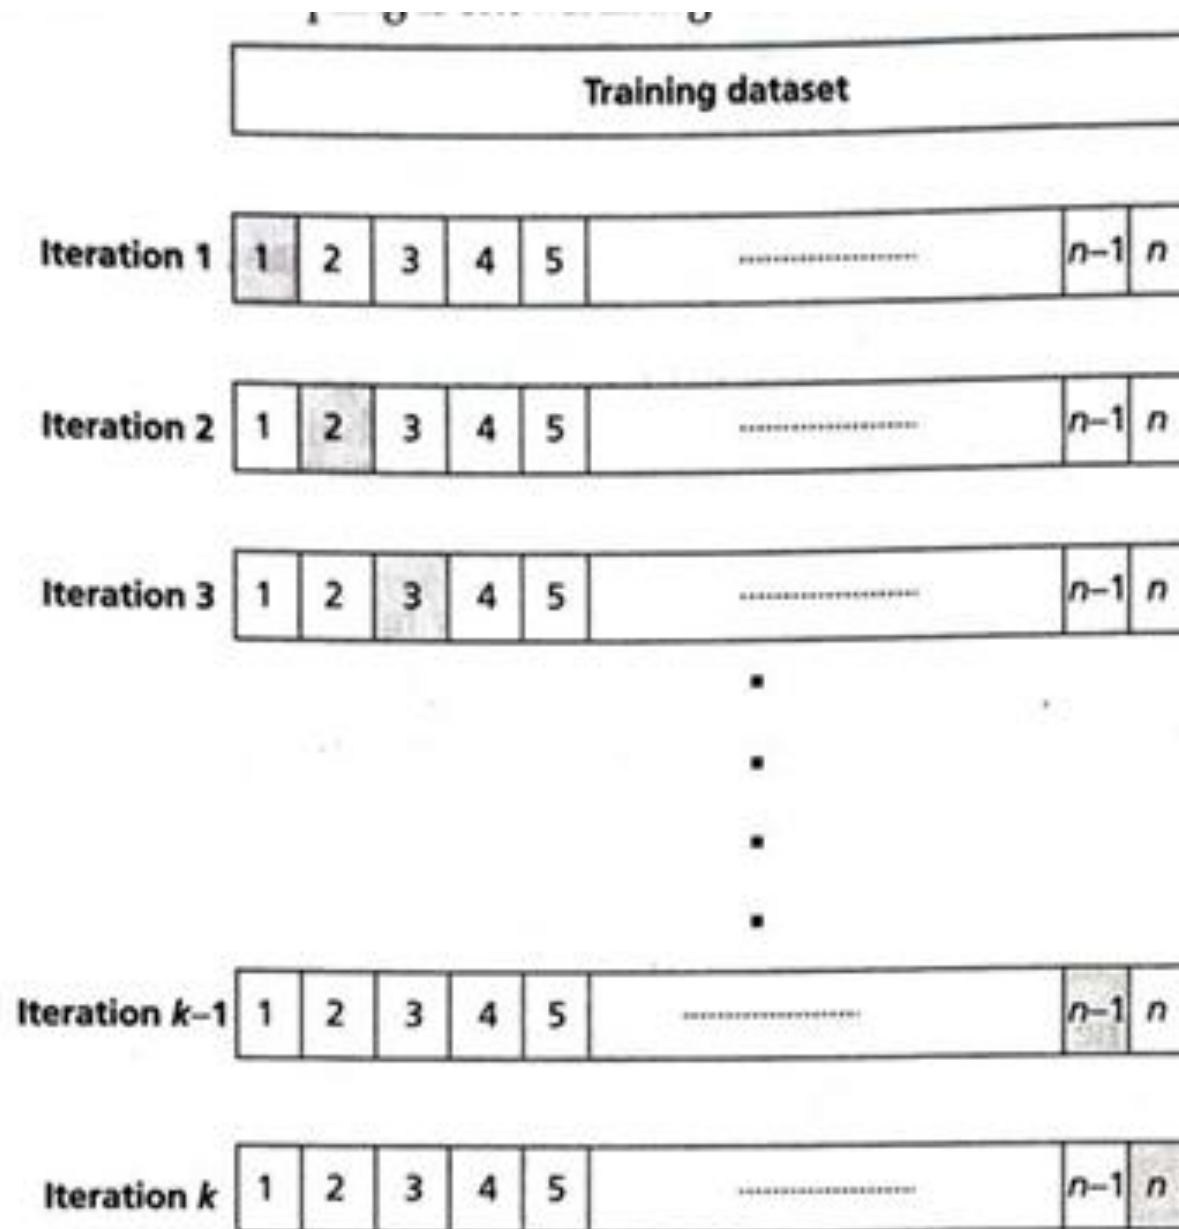 Training dataset
Iteration 1 1 2 3 4 5 .................... n–1 n
Iteration 2 1 2 3 4 5 .................... n–1 n
Iteration 3 1 2 3 4 5 .................... n–1 n
Iteration k–1 1 2 3 4 5 .................... n–1 n
Iteration k 1 2 3 4 5 .................... n–1 n